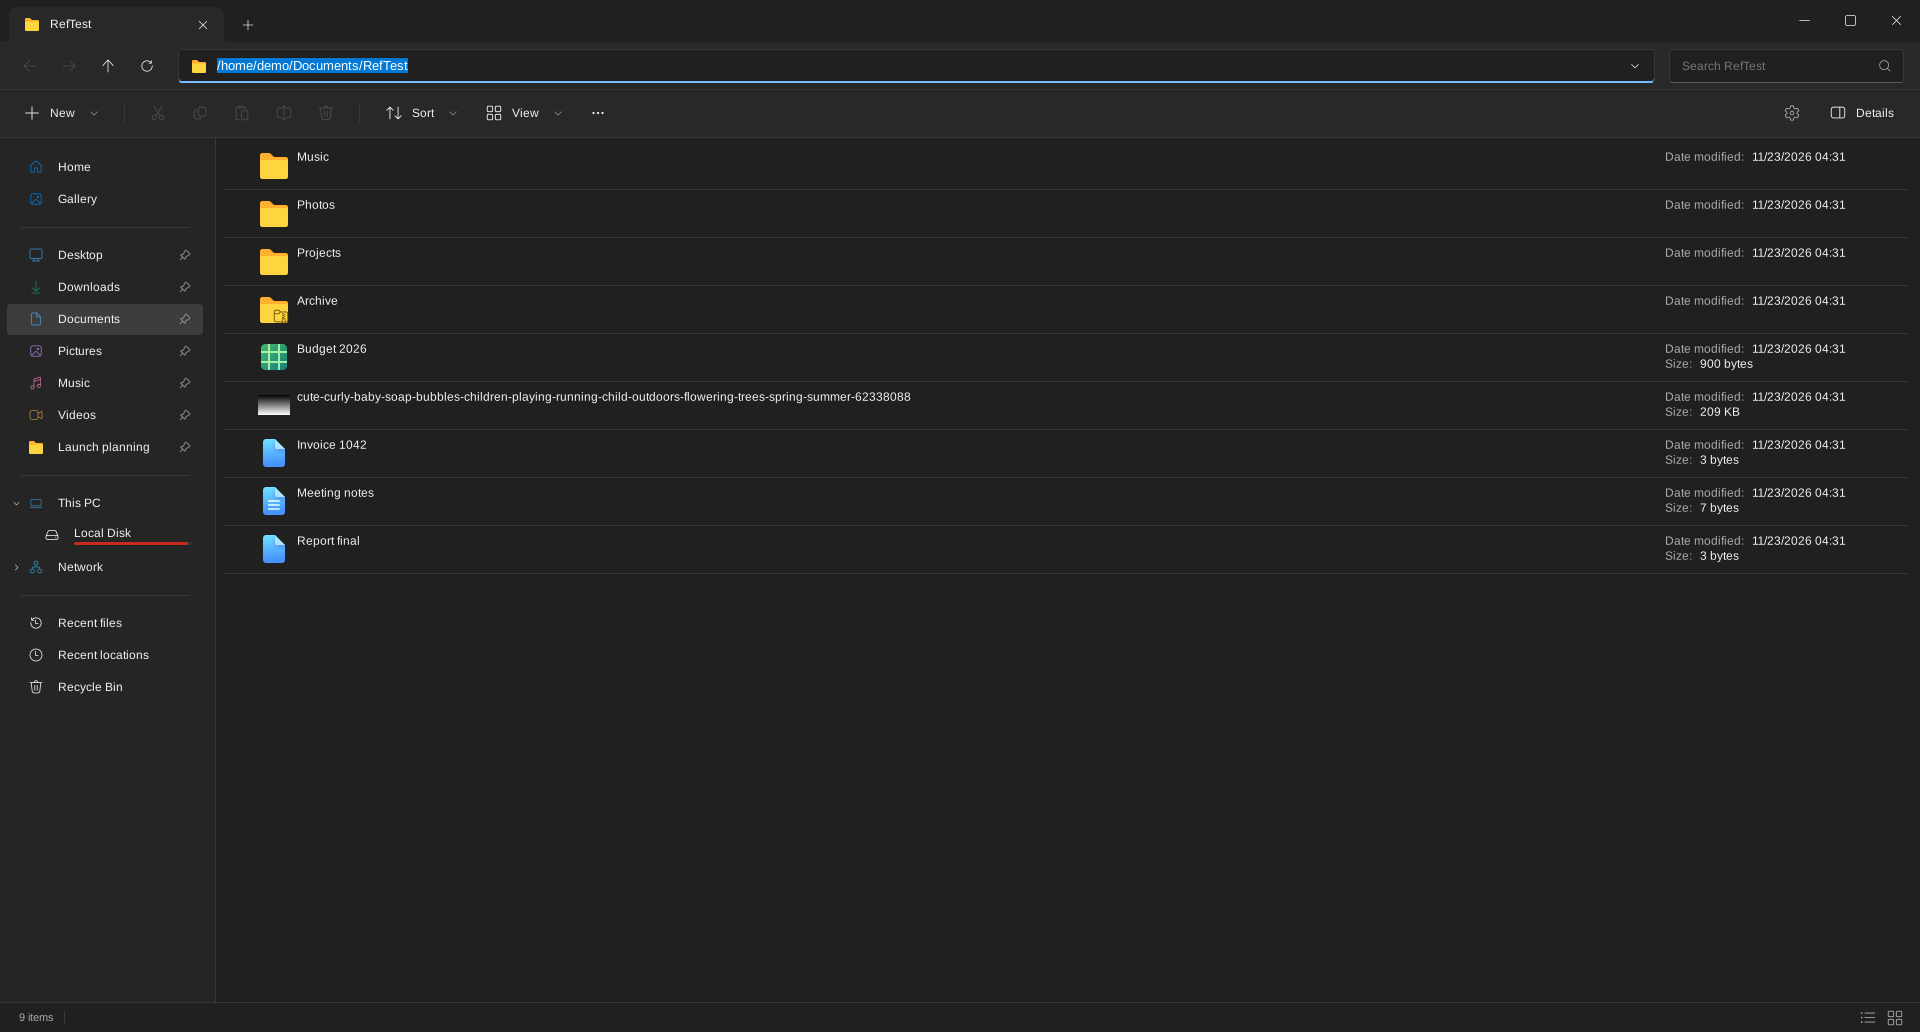 RefTest
/home/demo/Documents/RefTest
Search RefTest
New
Sort
View
Details
Home
Gallery
Desktop
Downloads
Documents
Pictures
Music
Videos
Launch planning
This PC
Local Disk
Network
Recent files
Recent locations
Recycle Bin
Music
Date modified: 11/23/2026 04:31
Photos
Date modified: 11/23/2026 04:31
Projects
Date modified: 11/23/2026 04:31
Archive
Date modified: 11/23/2026 04:31
Budget 2026
Date modified: 11/23/2026 04:31
Size: 900 bytes
cute-curly-baby-soap-bubbles-children-playing-running-child-outdoors-flowering-trees-spring-summer-62338088
Date modified: 11/23/2026 04:31
Size: 209 KB
Invoice 1042
Date modified: 11/23/2026 04:31
Size: 3 bytes
Meeting notes
Date modified: 11/23/2026 04:31
Size: 7 bytes
Report final
Date modified: 11/23/2026 04:31
Size: 3 bytes
9 items